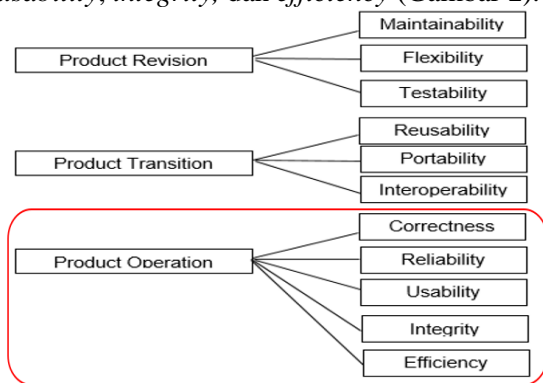 usability, integrity, dan efficiency (Gambar 2).
Maintainability
Product Revision
Flexibility
Testability
Reusability
Product Transition
Portability
Interoperability
Correctness
Product Operation
Reliability
Usability
Integrity
Efficiency